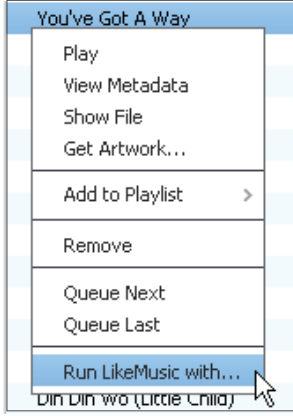 You've Got A Way
Play
View Metadata
Show File
Get Artwork...
Add to Playlist >
Remove
Queue Next
Queue Last
Run LikeMusic with...
Din Din Wo (Little Child)